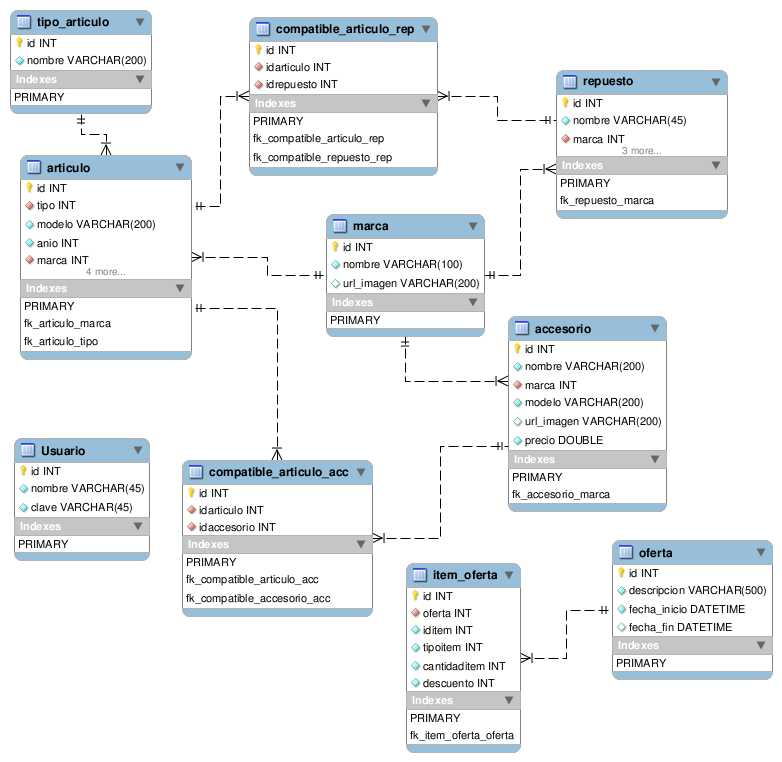 tipo_articulo
id INT
nombre VARCHAR(200)
Indexes
PRIMARY
compatible_articulo_rep
id INT
idarticulo INT
idrepuesto INT
Indexes
PRIMARY
fk_compatible_articulo_rep
fk_compatible_repuesto_rep
repuesto
id INT
nombre VARCHAR(45)
marca INT
3 more...
Indexes
PRIMARY
fk_repuesto_marca
articulo
id INT
tipo INT
modelo VARCHAR(200)
anio INT
marca INT
4 more...
Indexes
PRIMARY
fk_articulo_marca
fk_articulo_tipo
marca
id INT
nombre VARCHAR(100)
url_imagen VARCHAR(200)
Indexes
PRIMARY
accesorio
id INT
nombre VARCHAR(200)
marca INT
modelo VARCHAR(200)
url_imagen VARCHAR(200)
precio DOUBLE
Indexes
PRIMARY
fk_accesorio_marca
Usuario
id INT
nombre VARCHAR(45)
clave VARCHAR(45)
Indexes
PRIMARY
compatible_articulo_acc
id INT
idarticulo INT
idaccesorio INT
Indexes
PRIMARY
fk_compatible_articulo_acc
fk_compatible_accesorio_acc
item_oferta
id INT
oferta INT
iditem INT
tipoitem INT
cantidaditem INT
descuento INT
Indexes
PRIMARY
fk_item_oferta_oferta
oferta
id INT
descripcion VARCHAR(500)
fecha_inicio DATETIME
fecha_fin DATETIME
Indexes
PRIMARY